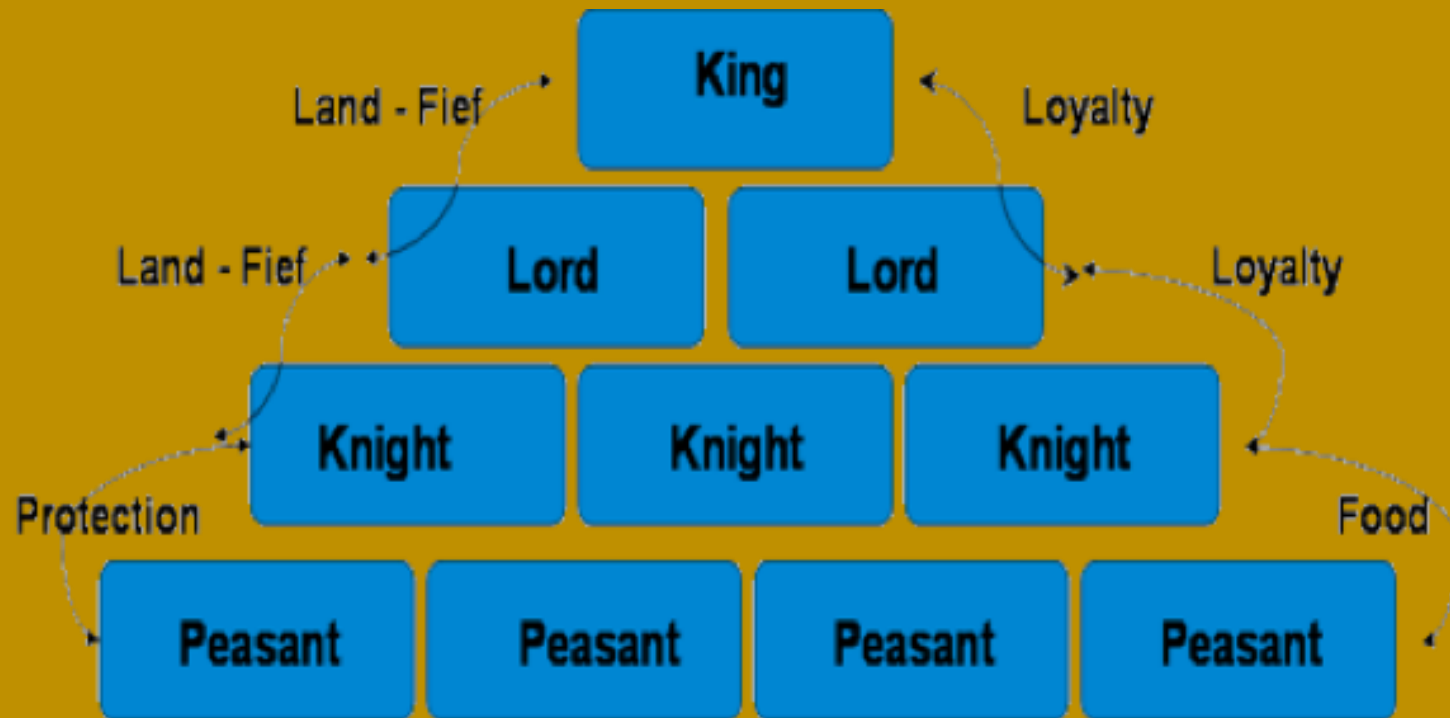 King
Land - Fief
Loyalty
Lord Lord
Land - Fief
Loyalty
Knight Knight Knight
Protection
Food
Peasant Peasant Peasant Peasant